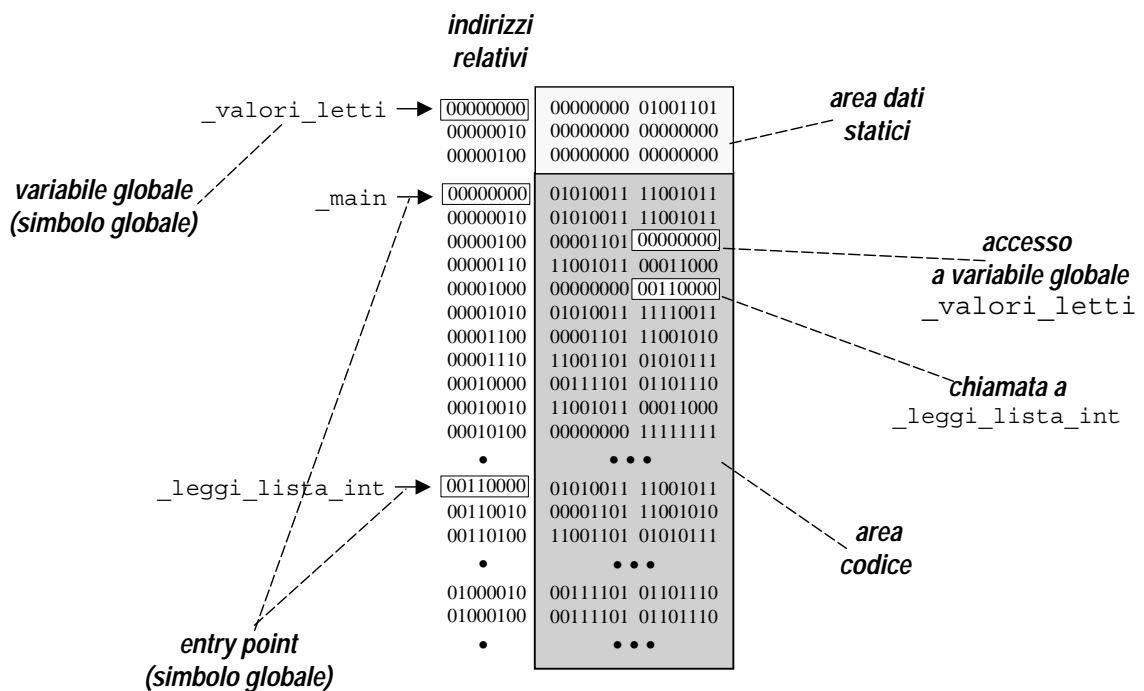 indirizzi
relativi
_valori_letti 00000000 00000000 01001101
00000010 00000000 00000000
00000100 00000000 00000000
area dati
statici
variabile globale
(simbolo globale)
_main 00000000 01010011 11001011
00000010 01010011 11001011
00000100 00001101 00000000
00000110 11001011 00011000
00001000 00000000 00110000
00001010 01010011 11110011
00001100 00001101 11001010
00001110 11001101 01010111
00010000 00111101 01101110
00010010 11001011 00011000
00010100 00000000 11111111
• • • •
accesso
a variabile globale
_valori_letti
chiamata a
_leggi_lista_int
_leggi_lista_int 00110000 01010011 11001011
00110010 00001101 11001010
00110100 11001101 01010111
• • • •
01000010 00111101 01101110
01000100 00111101 01101110
• • • •
area
codice
entry point
(simbolo globale)